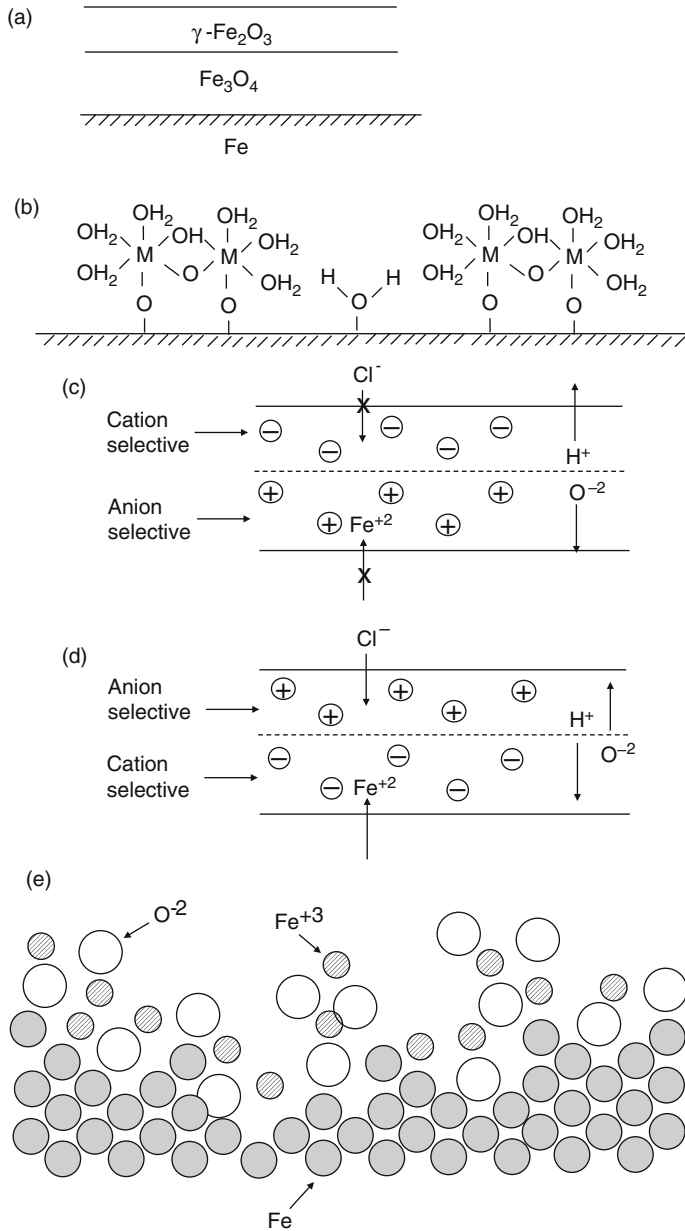 (a)
γ-Fe₂O₃
Fe₃O₄
Fe
(b)
OH₂ OH₂ OH₂ OH₂
OH₂ OH OH₂ OH₂ OH OH₂
M M M M
OH₂ O OH₂ H H OH₂ O OH₂
O O O O O
(c)
Cl⁻
Cation
selective
− − − − −
H⁺
Anion
selective
+ + + + +
O⁻²
Fe⁺²
(d)
Cl⁻
Anion
selective
+ + + + +
H⁺
O⁻²
Cation
selective
− − − − −
Fe⁺²
(e)
O⁻²
Fe⁺³
Fe